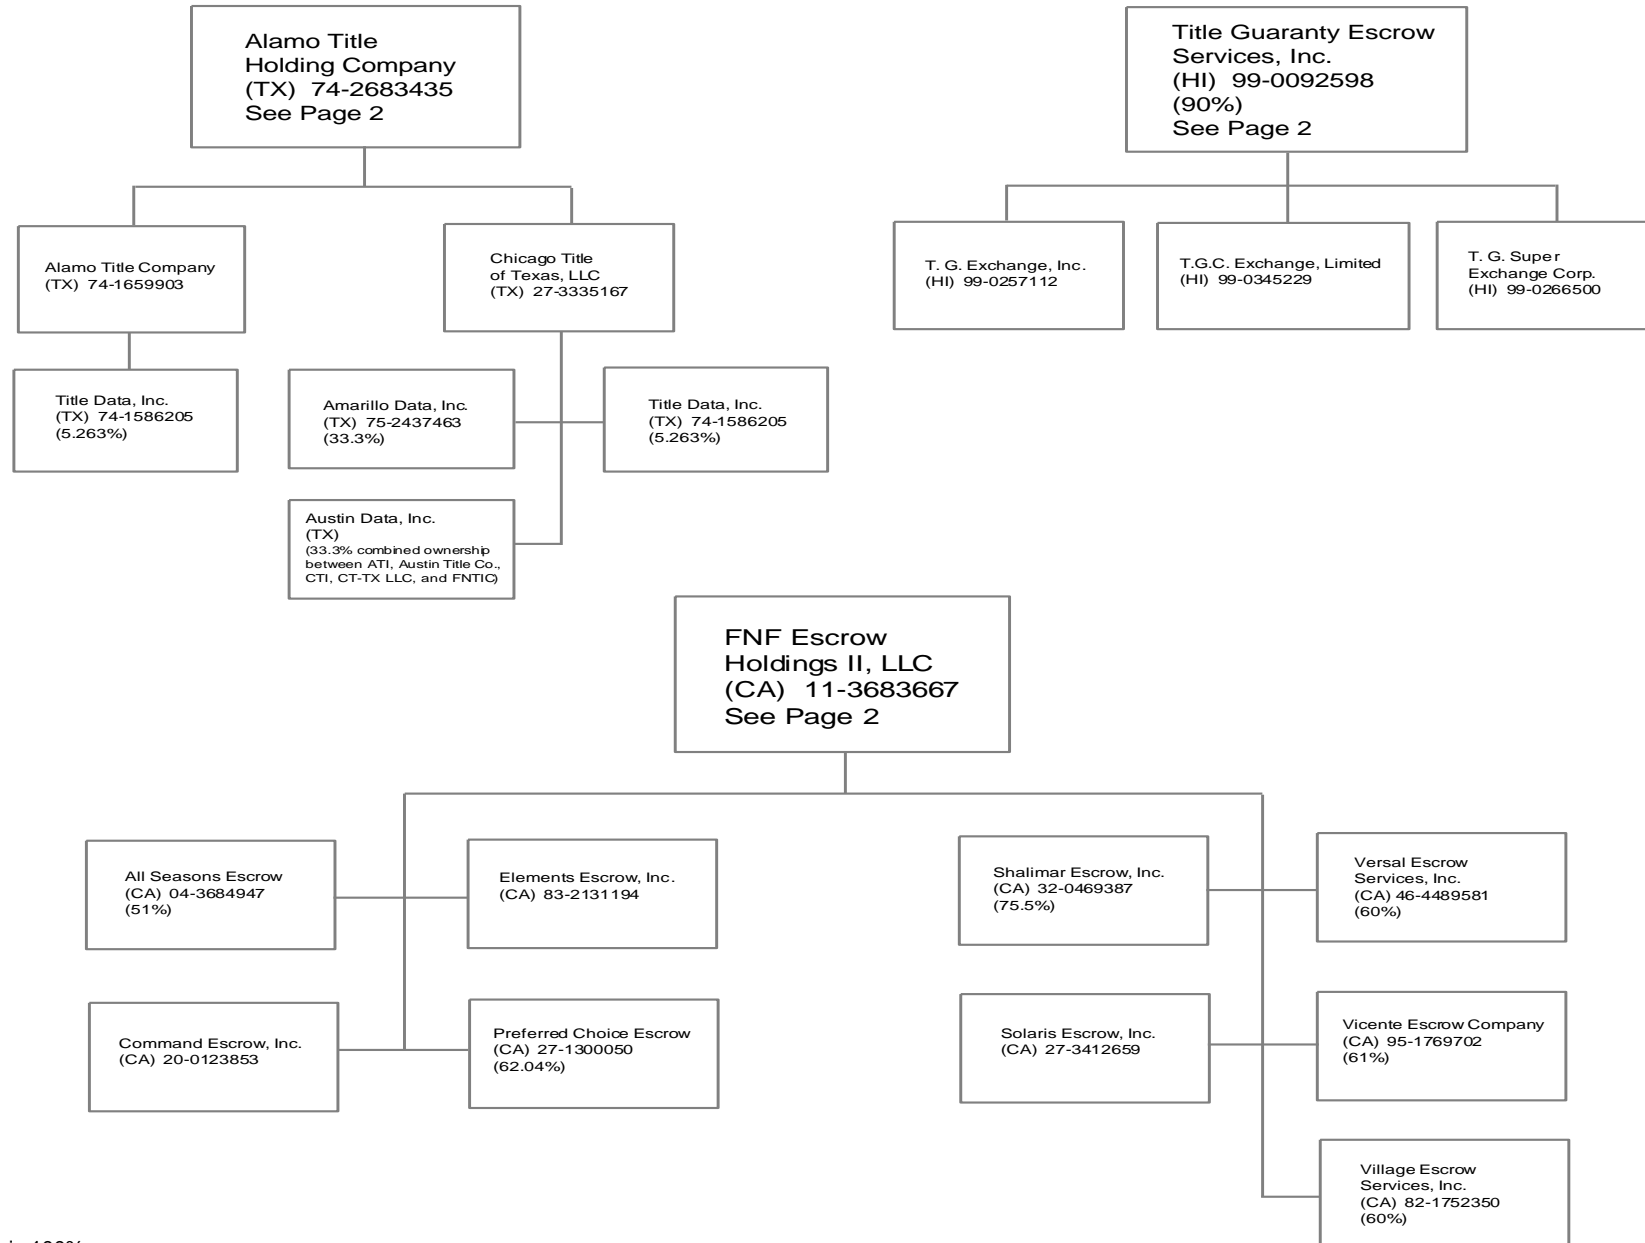 Alamo Title
Holding Company
(TX) 74-2683435
See Page 2
Title Guaranty Escrow
Services, Inc.
(HI) 99-0092598
(90%)
See Page 2
Alamo Title Company
(TX) 74-1659903
Chicago Title
of Texas, LLC
(TX) 27-3335167
T. G. Exchange, Inc.
(HI) 99-0257112
T.G.C. Exchange, Limited
(HI) 99-0345229
T. G. Super
Exchange Corp.
(HI) 99-0266500
Title Data, Inc.
(TX) 74-1586205
(5.263%)
Amarillo Data, Inc.
(TX) 75-2437463
(33.3%)
Title Data, Inc.
(TX) 74-1586205
(5.263%)
Austin Data, Inc.
(TX)
(33.3% combined ownership
between ATI, Austin Title Co.,
CTI, CT-TX LLC, and FNTIC)
FNF Escrow
Holdings II, LLC
(CA) 11-3683667
See Page 2
All Seasons Escrow
(CA) 04-3684947
(51%)
Elements Escrow, Inc.
(CA) 83-2131194
Shalimar Escrow, Inc.
(CA) 32-0469387
(75.5%)
Versal Escrow
Services, Inc.
(CA) 46-4489581
(60%)
Command Escrow, Inc.
(CA) 20-0123853
Preferred Choice Escrow
(CA) 27-1300050
(62.04%)
Solaris Escrow, Inc.
(CA) 27-3412659
Vicente Escrow Company
(CA) 95-1769702
(61%)
Village Escrow
Services, Inc.
(CA) 82-1752350
(60%)